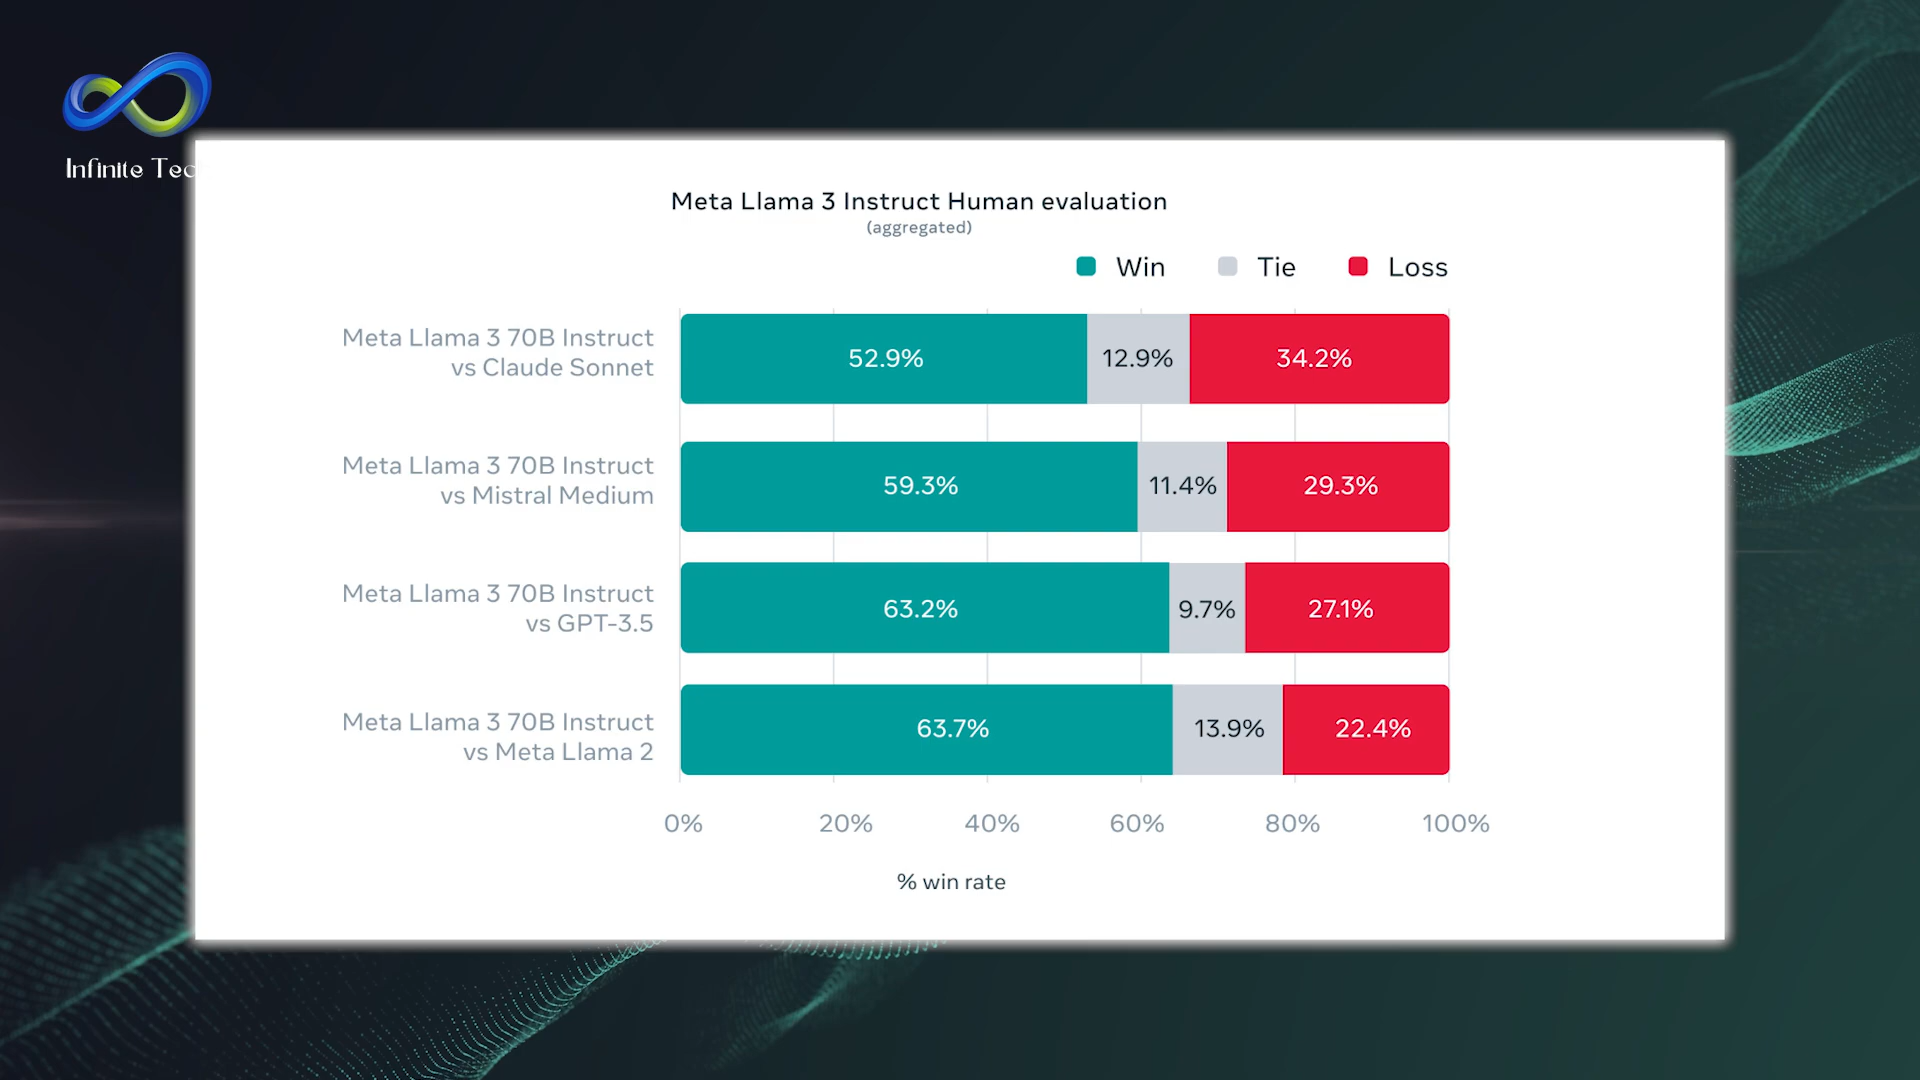 Infinite Tec
Meta Llama 3 Instruct Human evaluation
(aggregated)
Win Tie Loss
Meta Llama 3 70B Instruct
vs Claude Sonnet
52.9% 12.9% 34.2%
Meta Llama 3 70B Instruct
vs Mistral Medium
59.3% 11.4% 29.3%
Meta Llama 3 70B Instruct
vs GPT-3.5
63.2% 9.7% 27.1%
Meta Llama 3 70B Instruct
vs Meta Llama 2
63.7% 13.9% 22.4%
0% 20% 40% 60% 80% 100%
% win rate